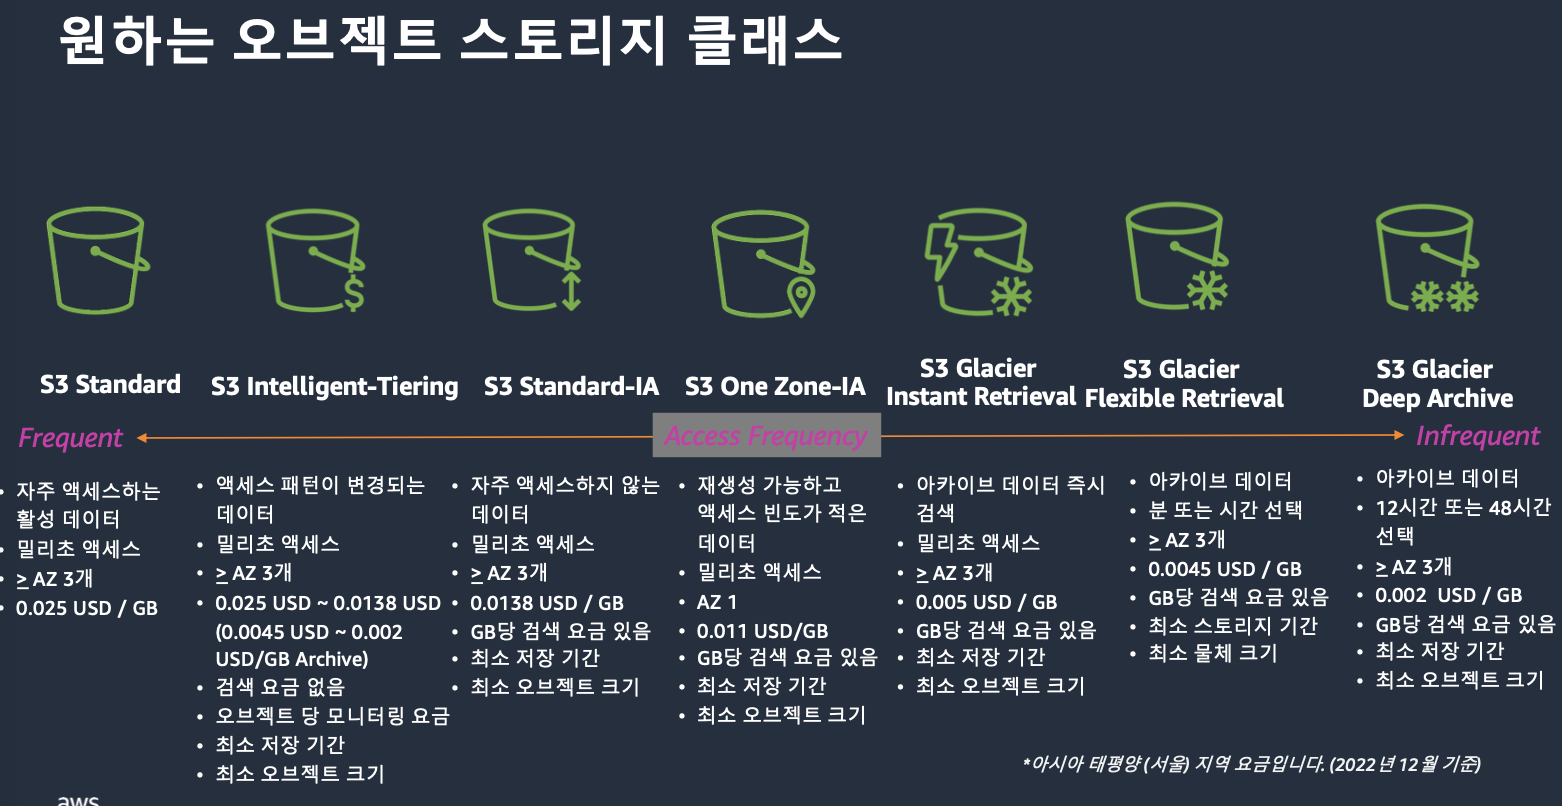 원하는 오브젝트 스토리지 클래스
S3 Standard
S3 Intelligent-Tiering
S3 Standard-IA
S3 One Zone-IA
S3 Glacier
Instant Retrieval
S3 Glacier
Flexible Retrieval
S3 Glacier
Deep Archive
Frequent
Access Frequency
Infrequent
• 자주 액세스하는
활성 데이터
• 밀리초 액세스
• ≥ AZ 3개
• 0.025 USD / GB
• 액세스 패턴이 변경되는
데이터
• 밀리초 액세스
• ≥ AZ 3개
• 0.025 USD ~ 0.0138 USD
(0.0045 USD ~ 0.002
USD/GB Archive)
• 검색 요금 없음
• 오브젝트 당 모니터링 요금
• 최소 저장 기간
• 최소 오브젝트 크기
• 자주 액세스하지 않는
데이터
• 밀리초 액세스
• ≥ AZ 3개
• 0.0138 USD / GB
• GB당 검색 요금 있음
• 최소 저장 기간
• 최소 오브젝트 크기
• 재생성 가능하고
액세스 빈도가 적은
데이터
• 밀리초 액세스
• AZ 1
• 0.011 USD/GB
• GB당 검색 요금 있음
• 최소 저장 기간
• 최소 오브젝트 크기
• 아카이브 데이터 즉시
검색
• 밀리초 액세스
• ≥ AZ 3개
• 0.005 USD / GB
• GB당 검색 요금 있음
• 최소 저장 기간
• 최소 오브젝트 크기
• 아카이브 데이터
• 분 또는 시간 선택
• ≥ AZ 3개
• 0.0045 USD / GB
• GB당 검색 요금 있음
• 최소 스토리지 기간
• 최소 물체 크기
• 아카이브 데이터
• 12시간 또는 48시간
선택
• ≥ AZ 3개
• 0.002 USD / GB
• GB당 검색 요금 있음
• 최소 저장 기간
• 최소 오브젝트 크기
*아시아 태평양 (서울) 지역 요금입니다. (2022년 12월 기준)
aws